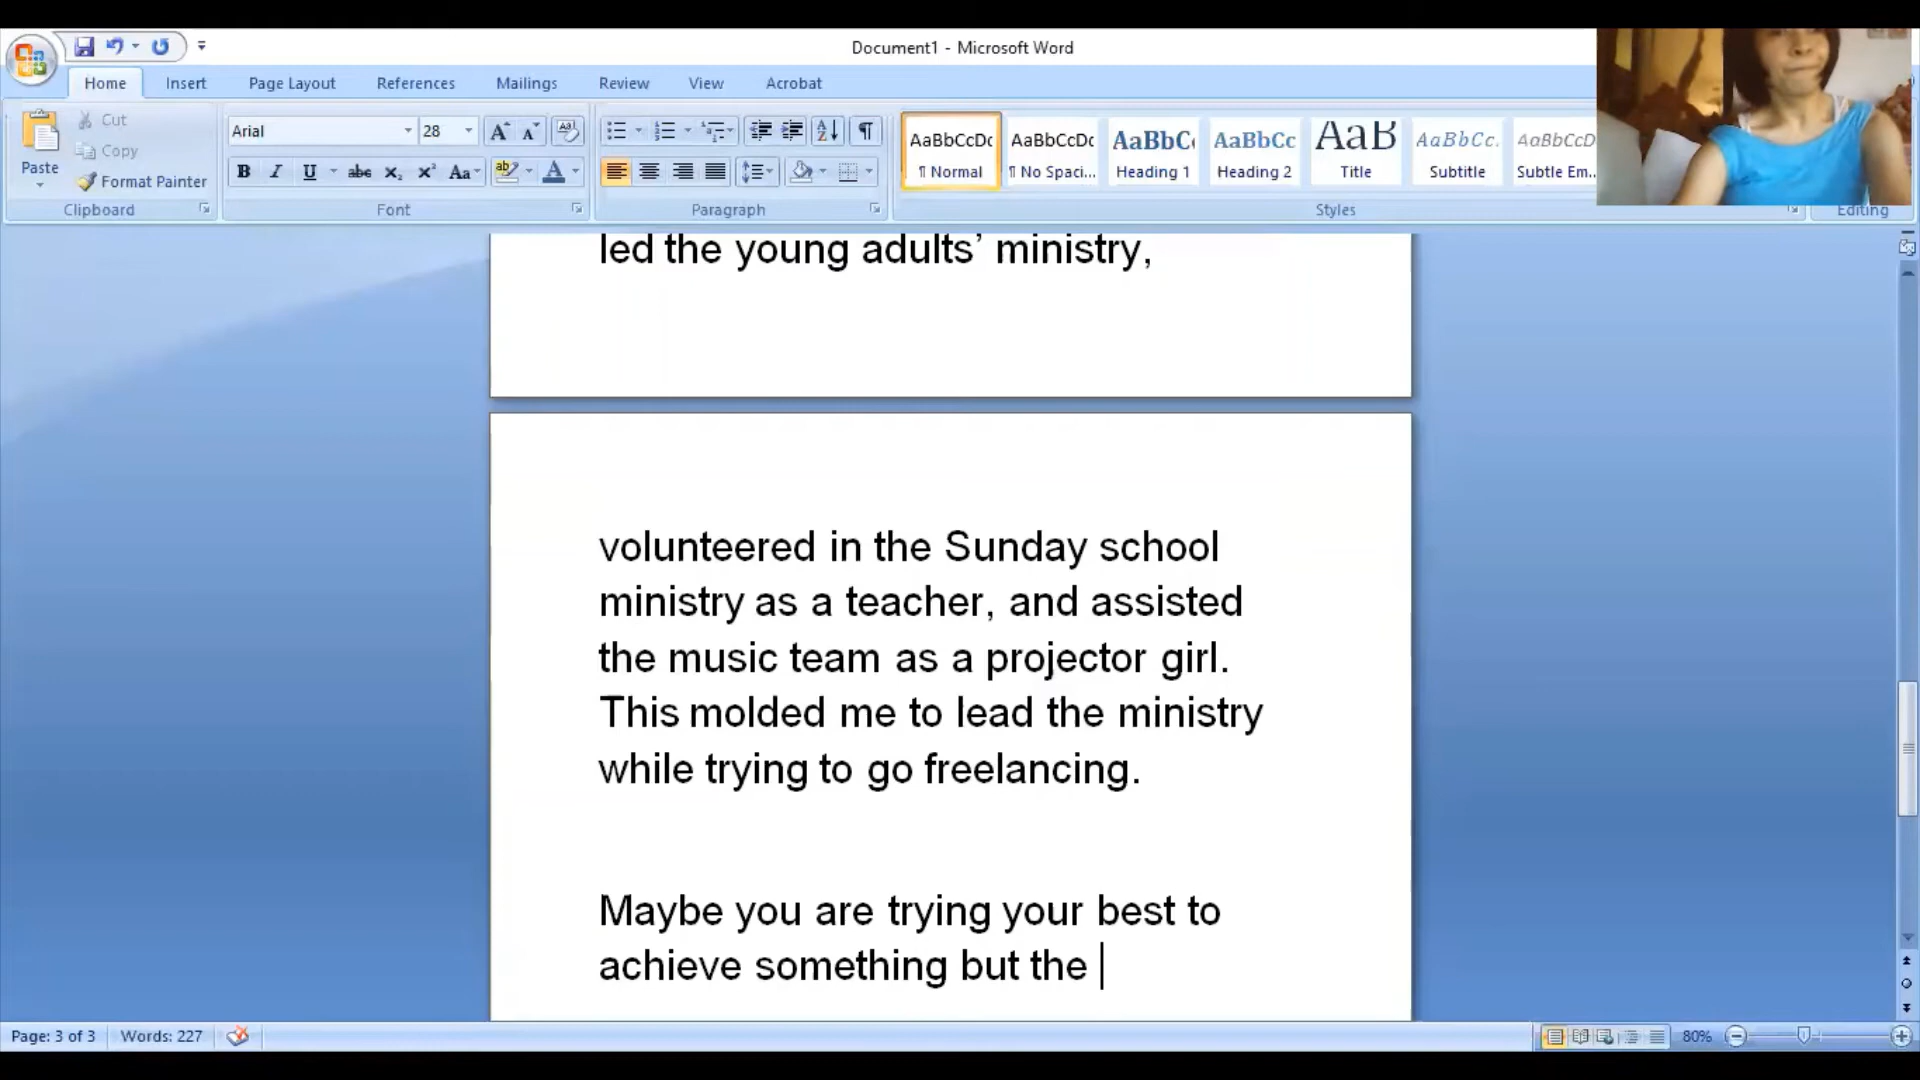 Document1 - Microsoft Word
Home Insert Page Layout References Mailings Review View Acrobat
Paste
Cut
Copy
Format Painter
Clipboard
Arial 28
Font
Paragraph
AaBbCcDc AaBbCcDc AaBbC AaBbCc AaB AaBbCc. AaBbCcD
¶ Normal ¶ No Spaci... Heading 1 Heading 2 Title Subtitle Subtle Em...
Styles
Editing
led the young adults’ ministry,
volunteered in the Sunday school
ministry as a teacher, and assisted
the music team as a projector girl.
This molded me to lead the ministry
while trying to go freelancing.
Maybe you are trying your best to
achieve something but the
Page: 3 of 3 Words: 227 80%